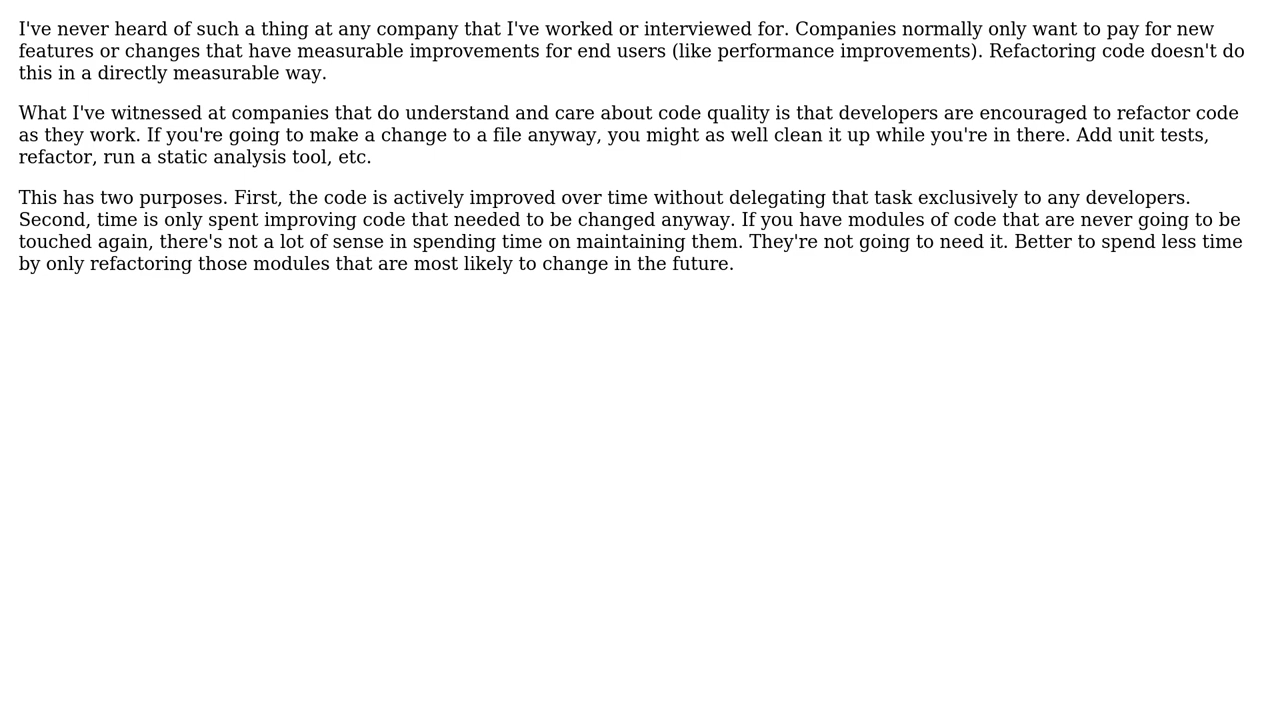 I've never heard of such a thing at any company that I've worked or interviewed for. Companies normally only want to pay for new
features or changes that have measurable improvements for end users (like performance improvements). Refactoring code doesn't do
this in a directly measurable way.
What I've witnessed at companies that do understand and care about code quality is that developers are encouraged to refactor code
as they work. If you're going to make a change to a file anyway, you might as well clean it up while you're in there. Add unit tests,
refactor, run a static analysis tool, etc.
This has two purposes. First, the code is actively improved over time without delegating that task exclusively to any developers.
Second, time is only spent improving code that needed to be changed anyway. If you have modules of code that are never going to be
touched again, there's not a lot of sense in spending time on maintaining them. They're not going to need it. Better to spend less time
by only refactoring those modules that are most likely to change in the future.